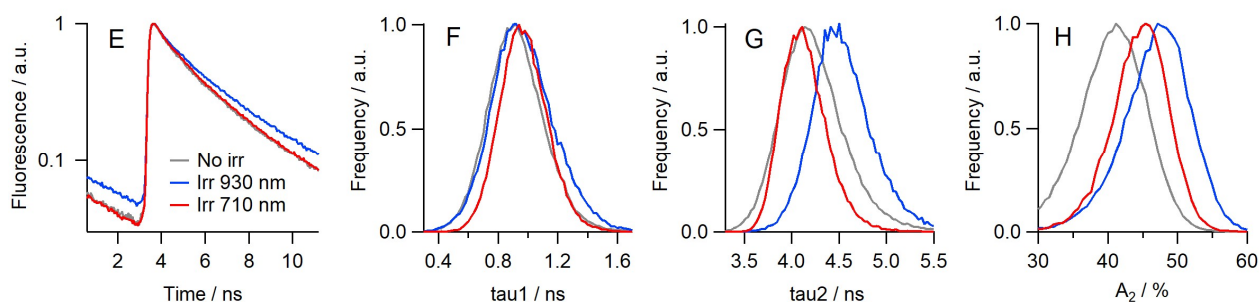 E
Fluorescence / a.u.
1
0.1
No irr
Irr 930 nm
Irr 710 nm
2 4 6 8 10
Time / ns
F
Frequency / a.u.
1.0
0.5
0.0
0.4 0.8 1.2 1.6
tau1 / ns
G
Frequency / a.u.
1.0
0.5
0.0
3.5 4.0 4.5 5.0 5.5
tau2 / ns
H
Frequency / a.u.
1.0
0.5
0.0
30 40 50 60
A₂ / %